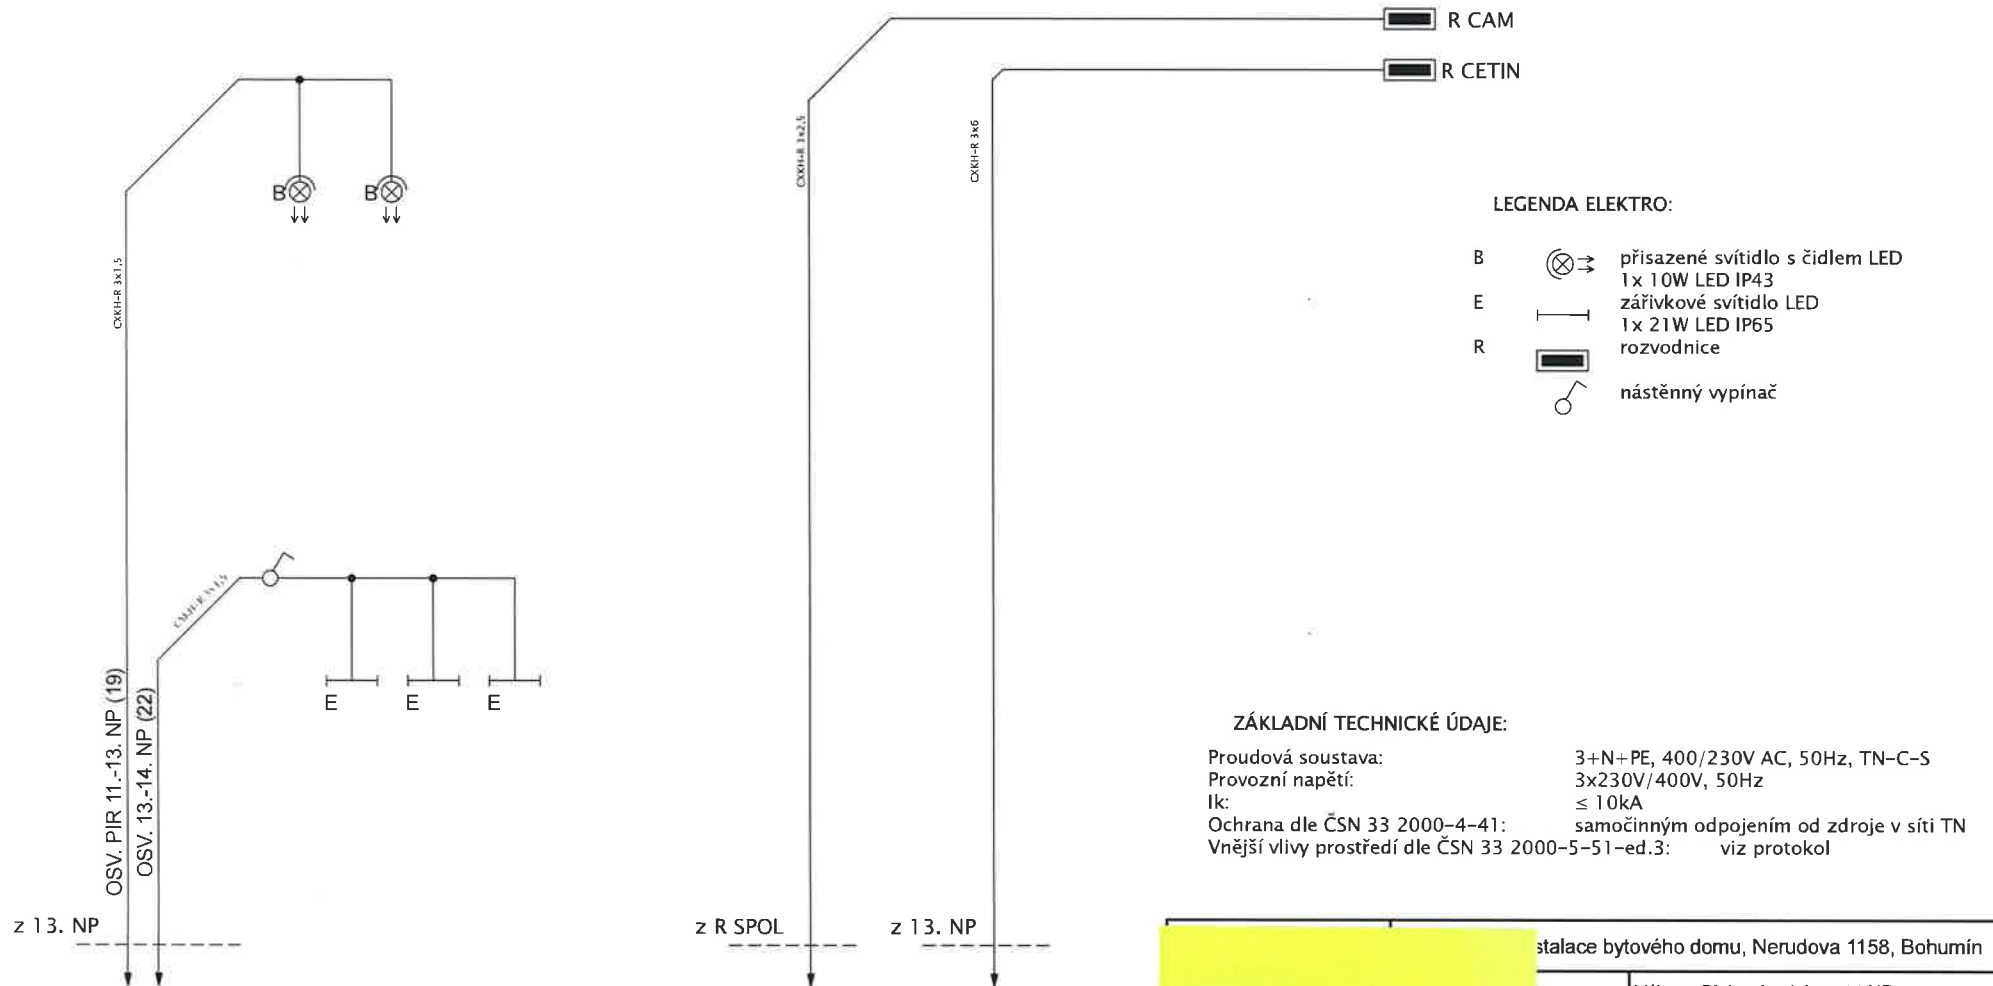 R CAM
R CETIN
CXKH-R 3x2,5
CXKH-R 3x6
B
B
CXKH-R 3x1,5
LEGENDA ELEKTRO:
B přisazené svítidlo s čidlem LED
1x 10W LED IP43
E zářivkové svítidlo LED
1x 21W LED IP65
R rozvodnice
nástěnný vypínač
CXKH-R 3x1,5
E
E
E
OSV. PIR 11.-13. NP (19)
OSV. 13.-14. NP (22)
ZÁKLADNÍ TECHNICKÉ ÚDAJE:
Proudová soustava: 3+N+PE, 400/230V AC, 50Hz, TN-C-S
Provozní napětí: 3x230V/400V, 50Hz
Ik: ≤ 10kA
Ochrana dle ČSN 33 2000-4-41: samočinným odpojením od zdroje v síti TN
Vnější vlivy prostředí dle ČSN 33 2000-5-51-ed.3: viz protokol
z 13. NP
z R SPOL
z 13. NP
stalace bytového domu, Nerudova 1158, Bohumín